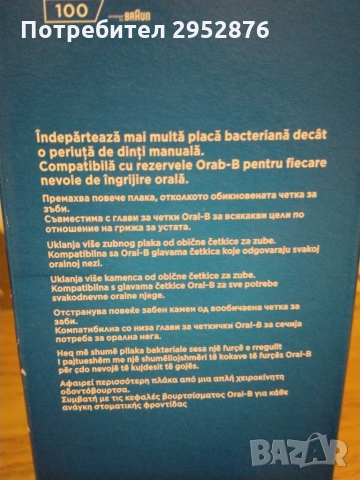 Потребител 2952876
100
BRAUN
Îndepărtează mai multă placă bacteriană decât
o periuță de dinți manuală.
Compatibilă cu rezervele Orab-B pentru fiecare
nevoie de îngrijire orală.
Премахва повече плака, отколкото обикновената четка за
зъби.
Съвместима с глави за четки Oral-B за всякакви цели по
отношение на грижа за устата.
Uklanja više zubnog plaka od obične četkice za zube.
Kompatibilna sa Oral-B glavama četkica koje odgovaraju svakoj
oralnoj nezi.
Uklanja više kamenca od obične četkice za zube.
Kompatibilna s glavama četkice Oral-B za sve potrebe
svakodnevne oralne njege.
Отстранува повеќе забен камен од вообичаена четка за
заби.
Компатибилна со низа глави за четкички Oral-B за сечија
потреба за орална нега.
Heq më shumë plakia bakteriale sesa një furçë e rregullt
I pajtueshëm me një shumëllojshmëri të kokave të furçës Oral-B
për çdo nevojë të kujdesit të gojës.
Αφαιρεί περισσότερη πλάκα από μια απλή χειροκίνητη
οδοντόβουρτσα.
Συμβατή με τις κεφαλές βουρτσίσματος Oral-B για κάθε
ανάγκη στοματικής φροντίδας
BAZAR